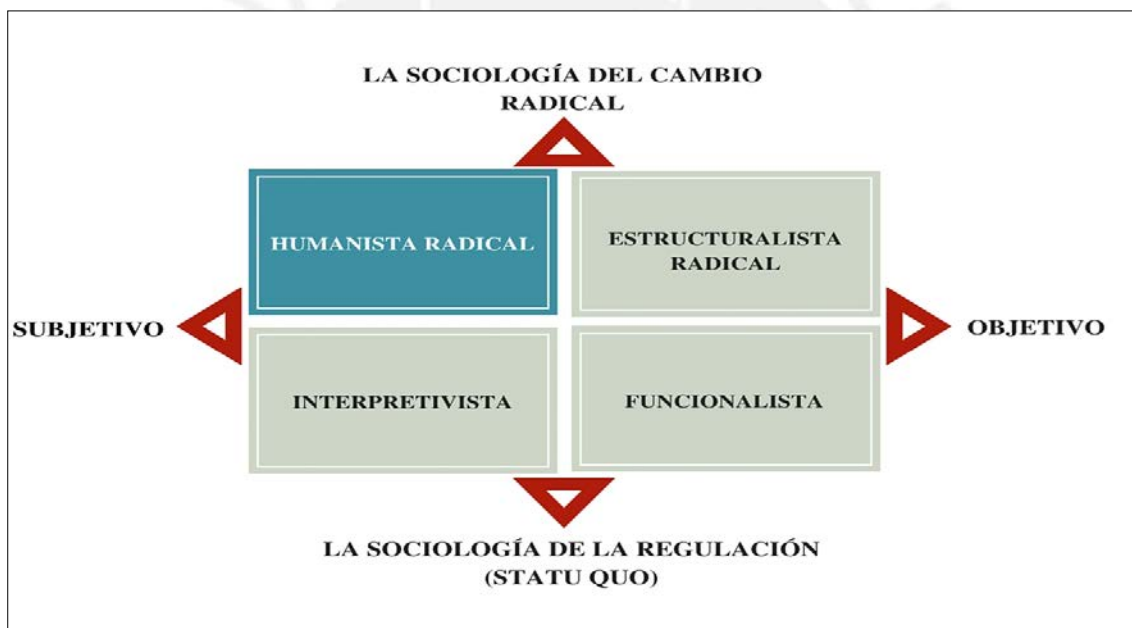 LA SOCIOLOGÍA DEL CAMBIO
RADICAL
HUMANISTA RADICAL
ESTRUCTURALISTA
RADICAL
SUBJETIVO
OBJETIVO
INTERPRETIVISTA
FUNCIONALISTA
LA SOCIOLOGÍA DE LA REGULACIÓN
(STATU QUO)